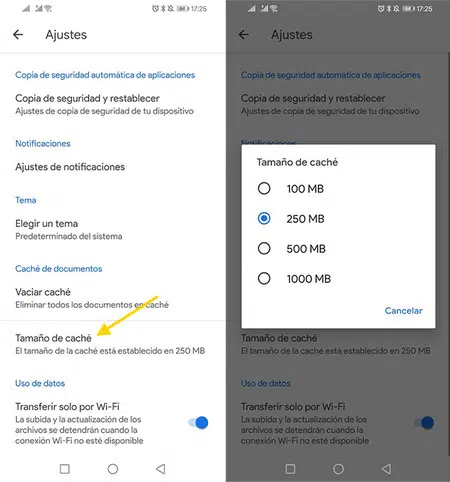 17:25
Ajustes
Copia de seguridad automática de aplicaciones
Copia de seguridad y restablecer
Ajustes de copia de seguridad de tu dispositivo
Notificaciones
Ajustes de notificaciones
Tema
Elegir un tema
Predeterminado del sistema
Caché de documentos
Vaciar caché
Eliminar todos los documentos en caché
Tamaño de caché
El tamaño de la caché está establecido en 250 MB
Uso de datos
Transferir solo por Wi-Fi
La subida y la actualización de los
archivos se detendrán cuando la
conexión Wi-Fi no esté disponible
17:25
Ajustes
Copia de seguridad automática de aplicaciones
Copia de seguridad y restablecer
Ajustes de copia de seguridad de tu dispositivo
Notificaciones
Tamaño de caché
100 MB
250 MB
500 MB
1000 MB
Cancelar
Tamaño de caché
El tamaño de la caché está establecido en 250 MB
Uso de datos
Transferir solo por Wi-Fi
La subida y la actualización de los
archivos se detendrán cuando la
conexión Wi-Fi no esté disponible